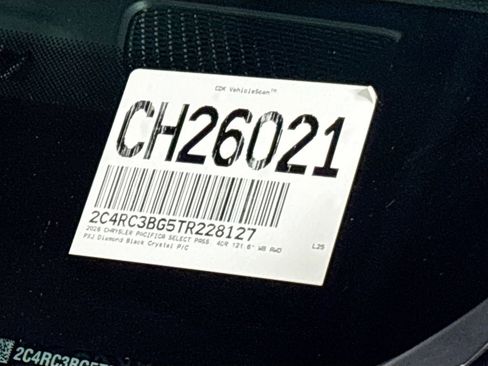 CDK VehicleScan™
CH26021
2C4RC3BG5TR228127
2026 CHRYSLER PACIFICA SELECT PASS. 4DR 121.6" WB AWD L25
PXJ Diamond Black Crystal P/C
2C4RC3BG5T